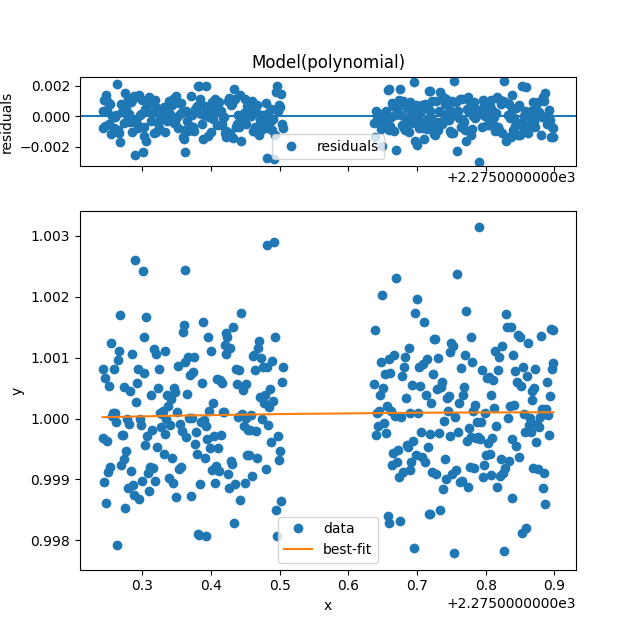 Model(polynomial)
0.002
0.000
−0.002
residuals
residuals
+2.2750000000e3
1.003
1.002
1.001
1.000
0.999
0.998
y
data
best-fit
0.3 0.4 0.5 0.6 0.7 0.8 0.9
x
+2.2750000000e3